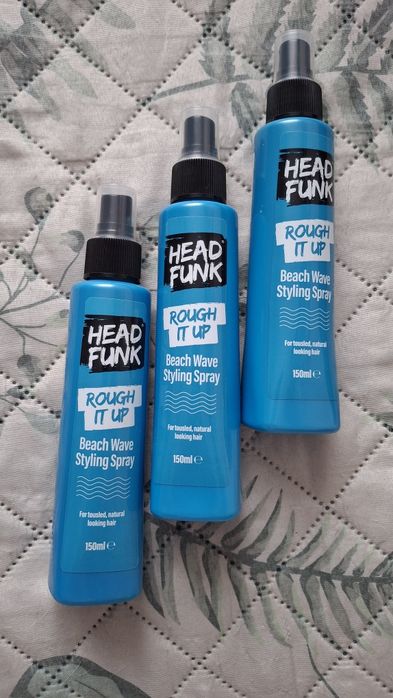 HEAD
FUNK
ROUGH
IT UP
Beach Wave
Styling Spray
For tousled, natural
looking hair
150ml ℮
HEAD
FUNK
ROUGH
IT UP
Beach Wave
Styling Spray
For tousled, natural
looking hair
150ml ℮
HEAD
FUNK
ROUGH
IT UP
Beach Wave
Styling Spray
For tousled, natural
looking hair
150ml ℮